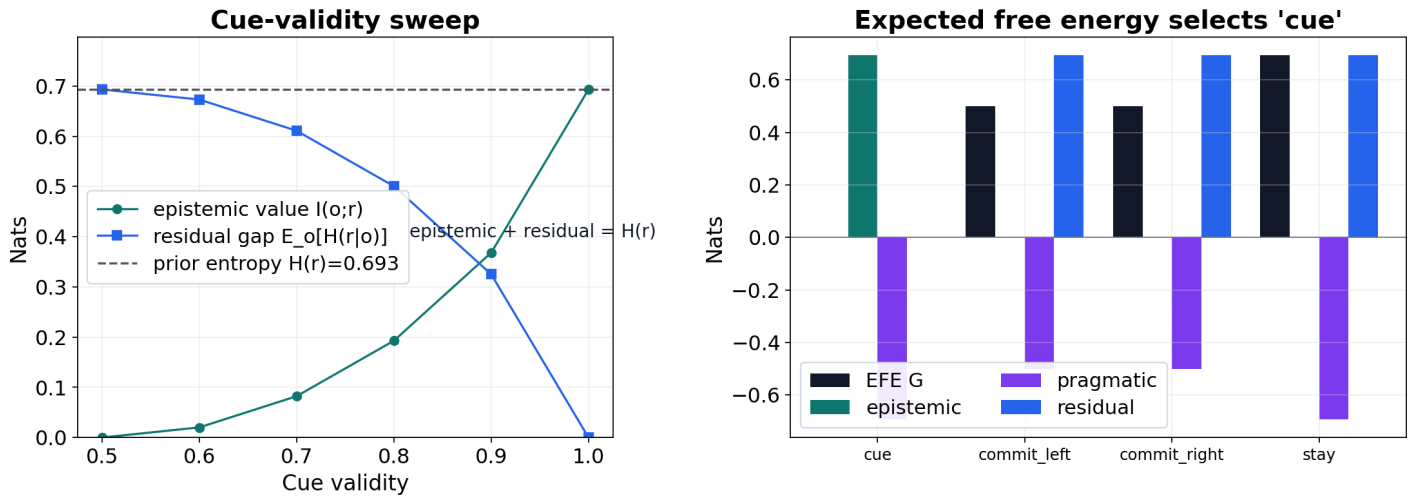 Cue-validity sweep
Nats
0.7
0.6
0.5
0.4
0.3
0.2
0.1
0.0
epistemic value I(o;r)
residual gap E_o[H(r|o)]
prior entropy H(r)=0.693
epistemic + residual = H(r)
0.5 0.6 0.7 0.8 0.9 1.0
Cue validity
Expected free energy selects 'cue'
Nats
0.6
0.4
0.2
0.0
−0.2
−0.4
−0.6
EFE G
epistemic
pragmatic
residual
cue commit_left commit_right stay